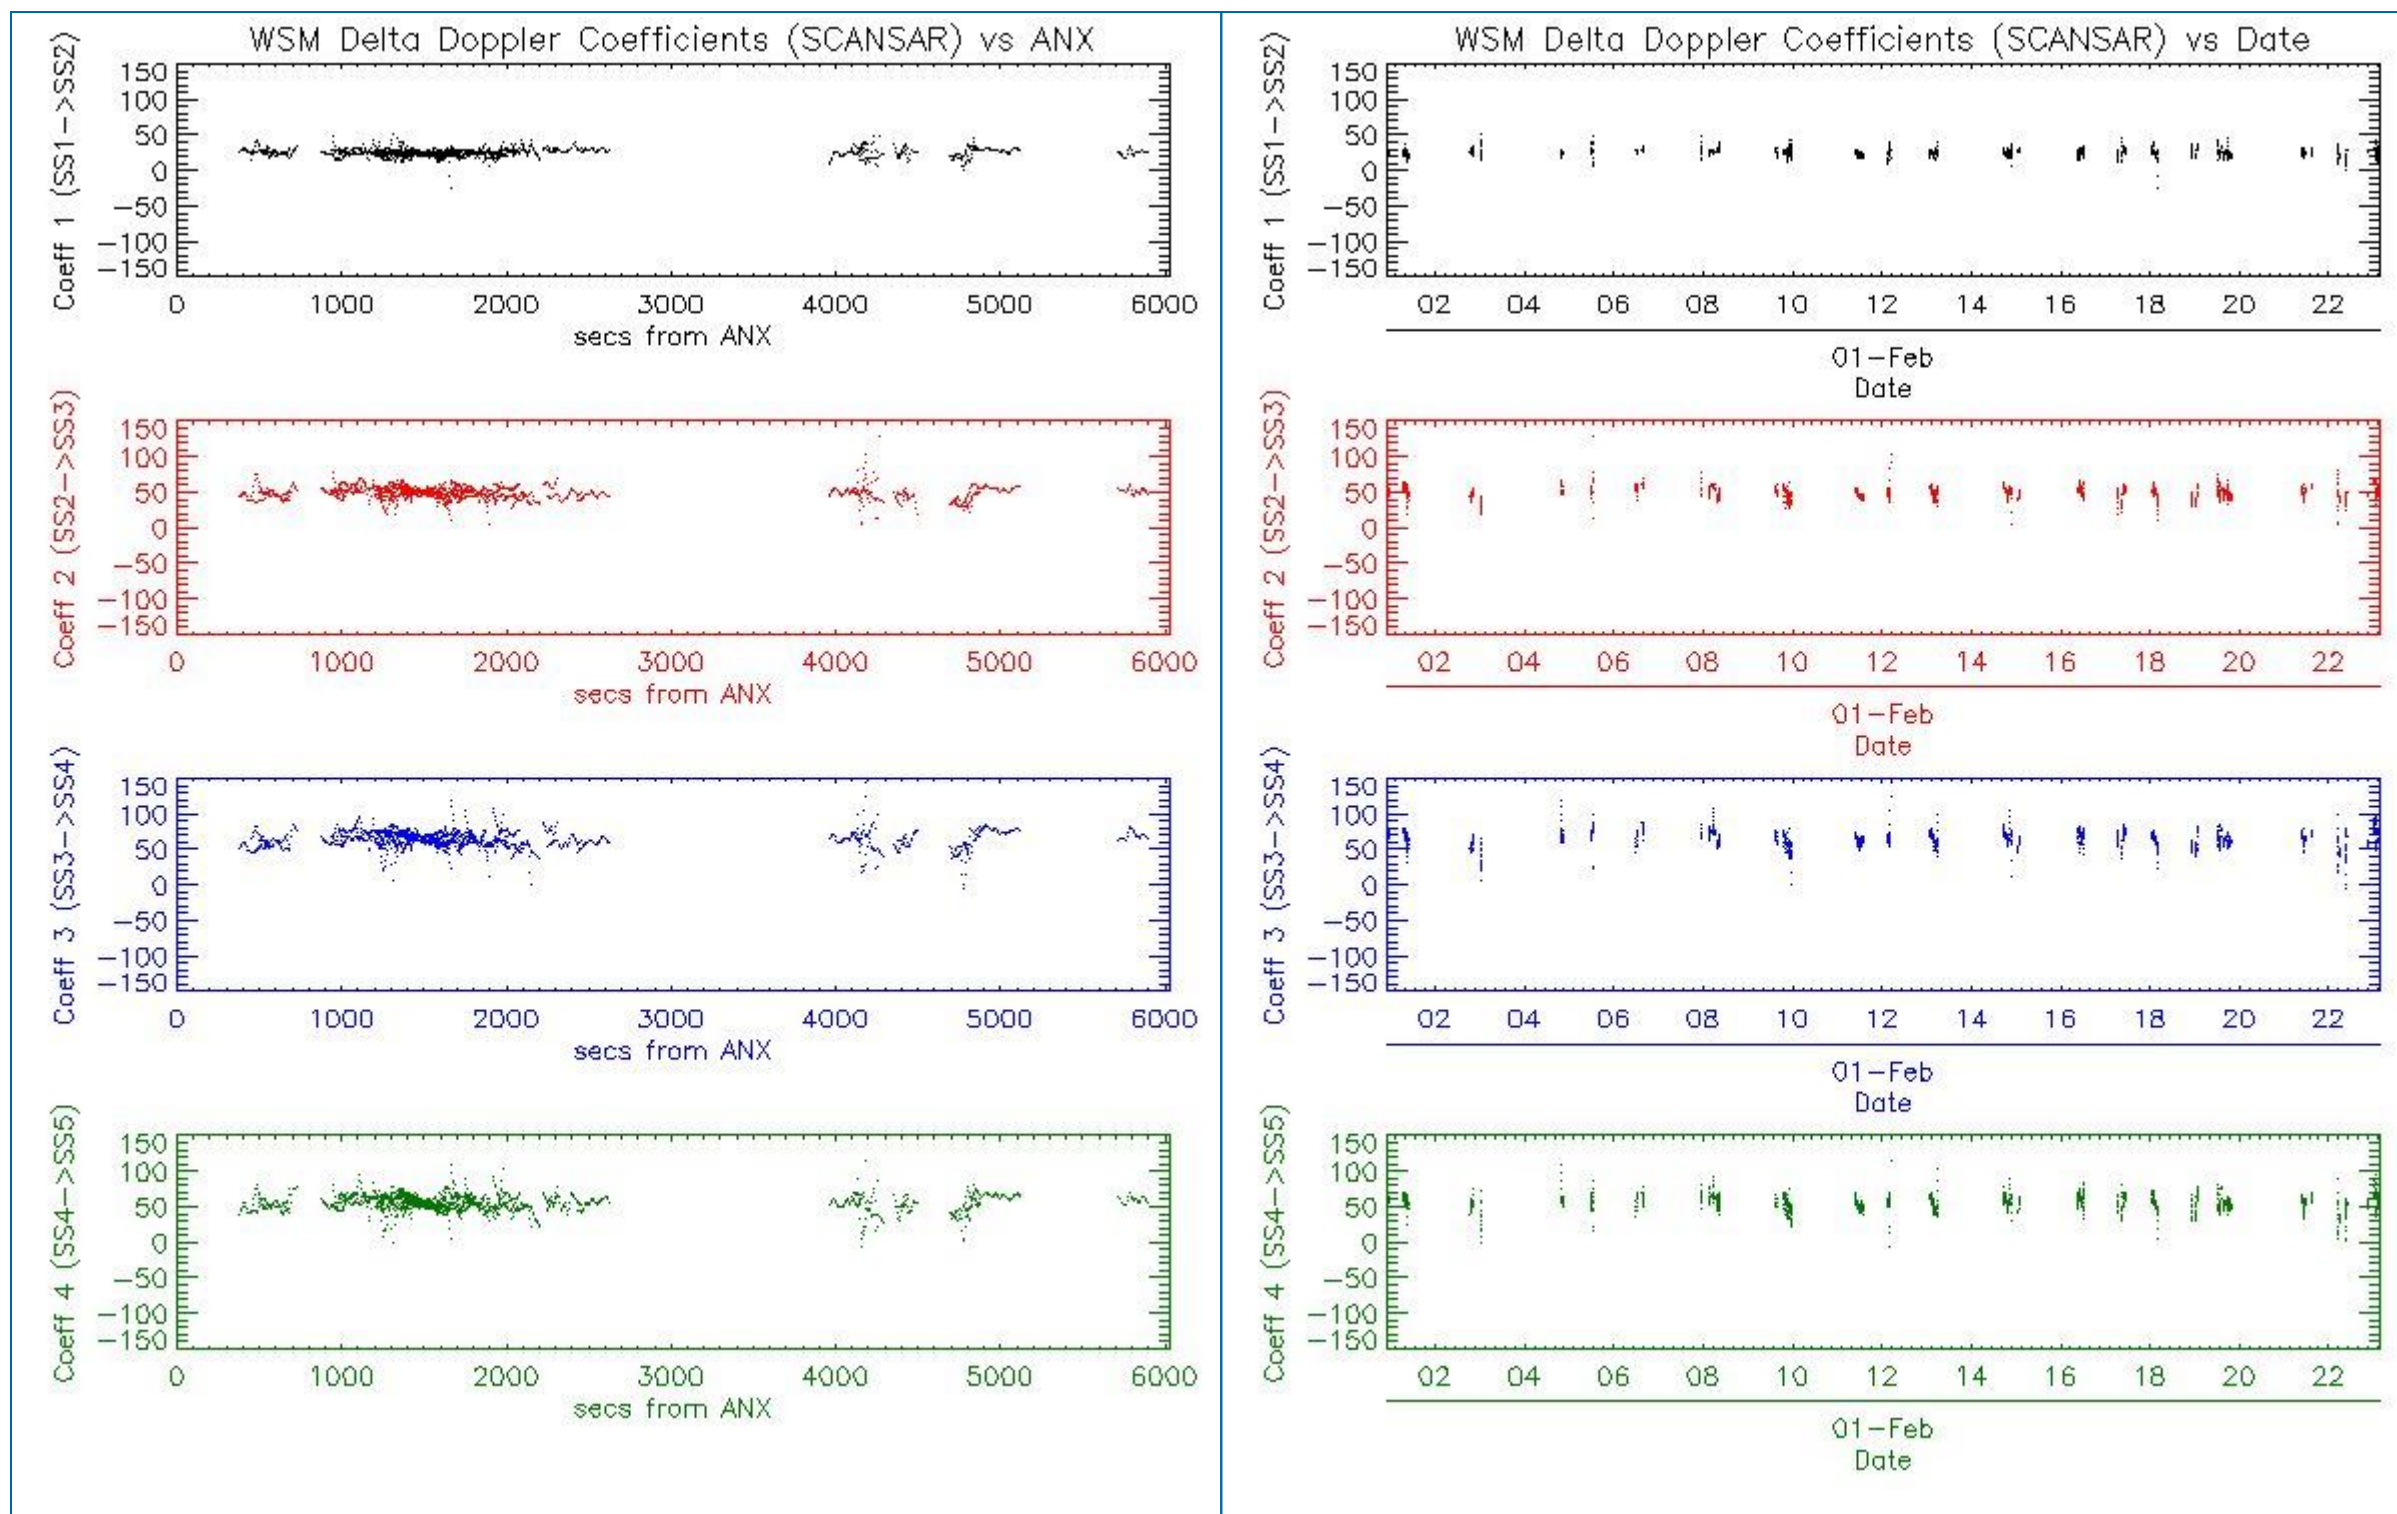 WSM Delta Doppler Coefficients (SCANSAR) vs ANX
Coeff 1 (SS1->SS2)
150
100
50
0
-50
-100
-150
0 1000 2000 3000 4000 5000 6000
secs from ANX
Coeff 2 (SS2->SS3)
150
100
50
0
-50
-100
-150
0 1000 2000 3000 4000 5000 6000
secs from ANX
Coeff 3 (SS3->SS4)
150
100
50
0
-50
-100
-150
0 1000 2000 3000 4000 5000 6000
secs from ANX
Coeff 4 (SS4->SS5)
150
100
50
0
-50
-100
-150
0 1000 2000 3000 4000 5000 6000
secs from ANX
WSM Delta Doppler Coefficients (SCANSAR) vs Date
Coeff 1 (SS1->SS2)
150
100
50
0
-50
-100
-150
02 04 06 08 10 12 14 16 18 20 22
01-Feb
Date
Coeff 2 (SS2->SS3)
150
100
50
0
-50
-100
-150
02 04 06 08 10 12 14 16 18 20 22
01-Feb
Date
Coeff 3 (SS3->SS4)
150
100
50
0
-50
-100
-150
02 04 06 08 10 12 14 16 18 20 22
01-Feb
Date
Coeff 4 (SS4->SS5)
150
100
50
0
-50
-100
-150
02 04 06 08 10 12 14 16 18 20 22
01-Feb
Date